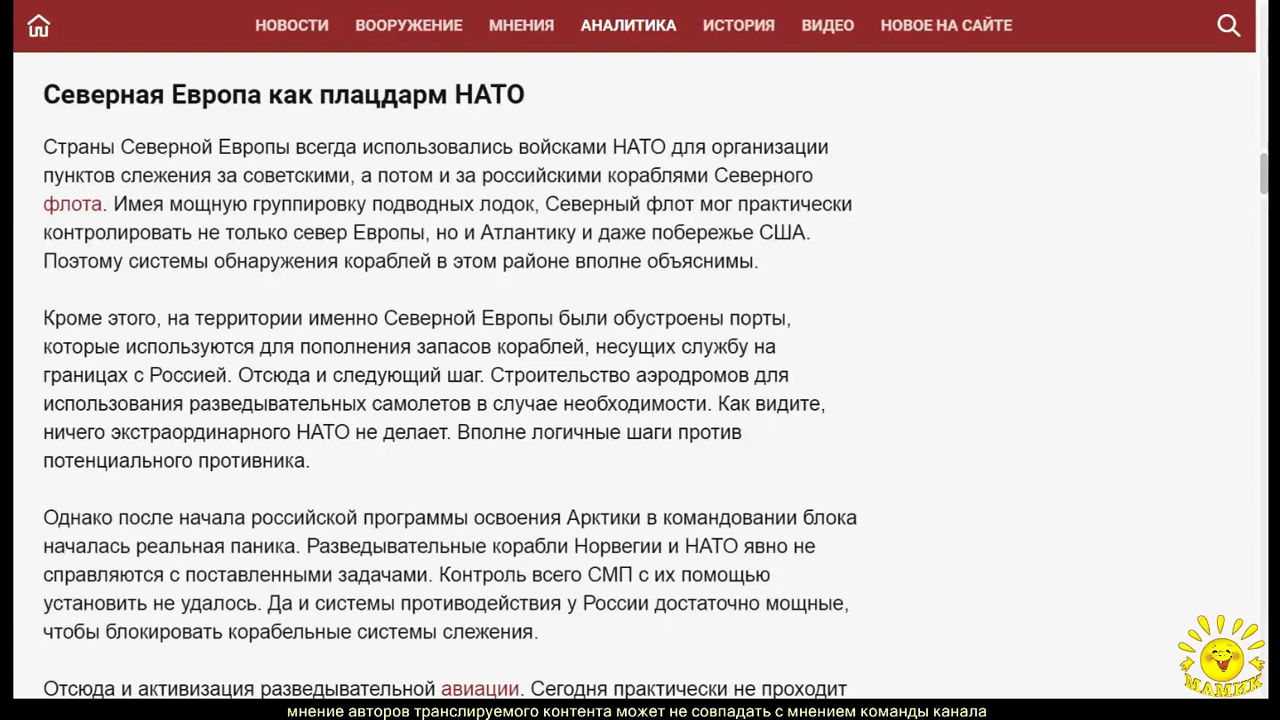 НОВОСТИ ВООРУЖЕНИЕ МНЕНИЯ АНАЛИТИКА ИСТОРИЯ ВИДЕО НОВОЕ НА САЙТЕ
Северная Европа как плацдарм НАТО
Страны Северной Европы всегда использовались войсками НАТО для организации
пунктов слежения за советскими, а потом и за российскими кораблями Северного
флота. Имея мощную группировку подводных лодок, Северный флот мог практически
контролировать не только север Европы, но и Атлантику и даже побережье США.
Поэтому системы обнаружения кораблей в этом районе вполне объяснимы.
Кроме этого, на территории именно Северной Европы были обустроены порты,
которые используются для пополнения запасов кораблей, несущих службу на
границах с Россией. Отсюда и следующий шаг. Строительство аэродромов для
использования разведывательных самолетов в случае необходимости. Как видите,
ничего экстраординарного НАТО не делает. Вполне логичные шаги против
потенциального противника.
Однако после начала российской программы освоения Арктики в командовании блока
началась реальная паника. Разведывательные корабли Норвегии и НАТО явно не
справляются с поставленными задачами. Контроль всего СМП с их помощью
установить не удалось. Да и системы противодействия у России достаточно мощные,
чтобы блокировать корабельные системы слежения.
Отсюда и активизация разведывательной авиации. Сегодня практически не проходит
МАМИК
мнение авторов транслируемого контента может не совпадать с мнением команды канала